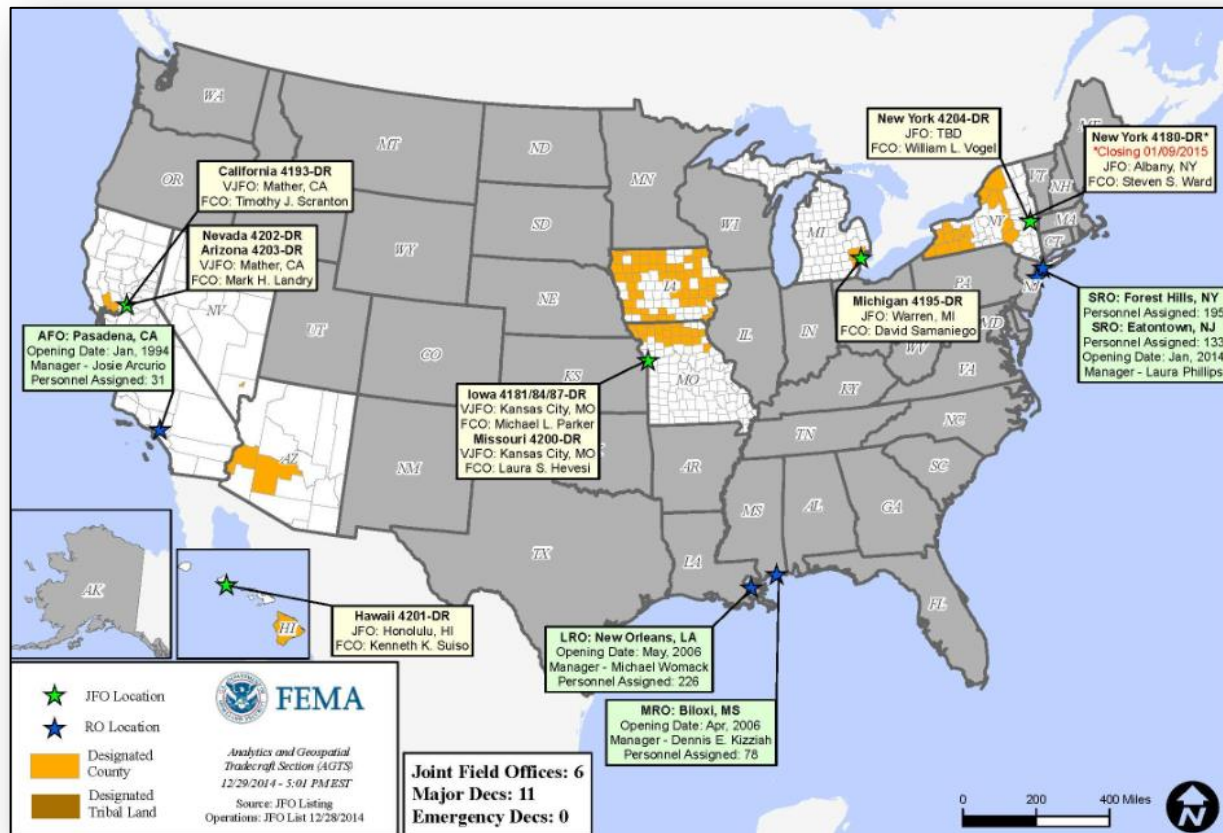 WA
OR
MT
ND
MN
SD
WY
WI
NE
IA
MI
NY
ME
VT
NH
MA
CT
PA
NJ
MD
NV
UT
CO
KS
MO
IL
IN
WV
VA
KY
TN
NC
SC
AZ
NM
AR
MS
AL
GA
TX
LA
FL
AK
HI
California 4193-DR
VJFO: Mather, CA
FCO: Timothy J. Scranton
Nevada 4202-DR
Arizona 4203-DR
VJFO: Mather, CA
FCO: Mark H. Landry
AFO: Pasadena, CA
Opening Date: Jan, 1994
Manager - Josie Arcurio
Personnel Assigned: 31
New York 4204-DR
JFO: TBD
FCO: William L. Vogel
New York 4180-DR*
*Closing 01/09/2015
JFO: Albany, NY
FCO: Steven S. Ward
Michigan 4195-DR
JFO: Warren, MI
FCO: David Samaniego
SRO: Forest Hills, NY
Personnel Assigned: 195
SRO: Eatontown, NJ
Personnel Assigned: 133
Opening Date: Jan, 2014
Manager - Laura Phillips
Iowa 4181/84/87-DR
VJFO: Kansas City, MO
FCO: Michael L. Parker
Missouri 4200-DR
VJFO: Kansas City, MO
FCO: Laura S. Hevesi
Hawaii 4201-DR
JFO: Honolulu, HI
FCO: Kenneth K. Suiso
LRO: New Orleans, LA
Opening Date: May, 2006
Manager - Michael Womack
Personnel Assigned: 226
MRO: Biloxi, MS
Opening Date: Apr, 2006
Manager - Dennis E. Kizziah
Personnel Assigned: 78
JFO Location
RO Location
Designated
County
Designated
Tribal Land
FEMA
Analytics and Geospatial
Tradecraft Section (AGTS)
12/29/2014 - 5:01 PM EST
Source: JFO Listing
Operations: JFO List 12/28/2014
Joint Field Offices: 6
Major Decs: 11
Emergency Decs: 0
0 200 400 Miles
N